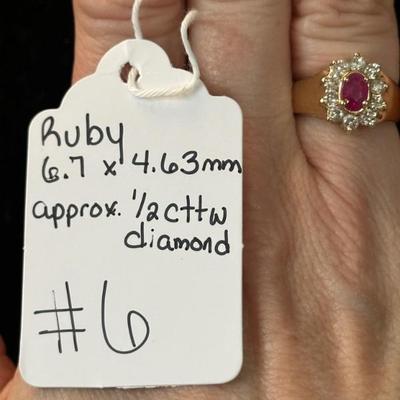 Ruby
6.7 x 4.63mm
approx. 1/2 cttw
diamond
#6